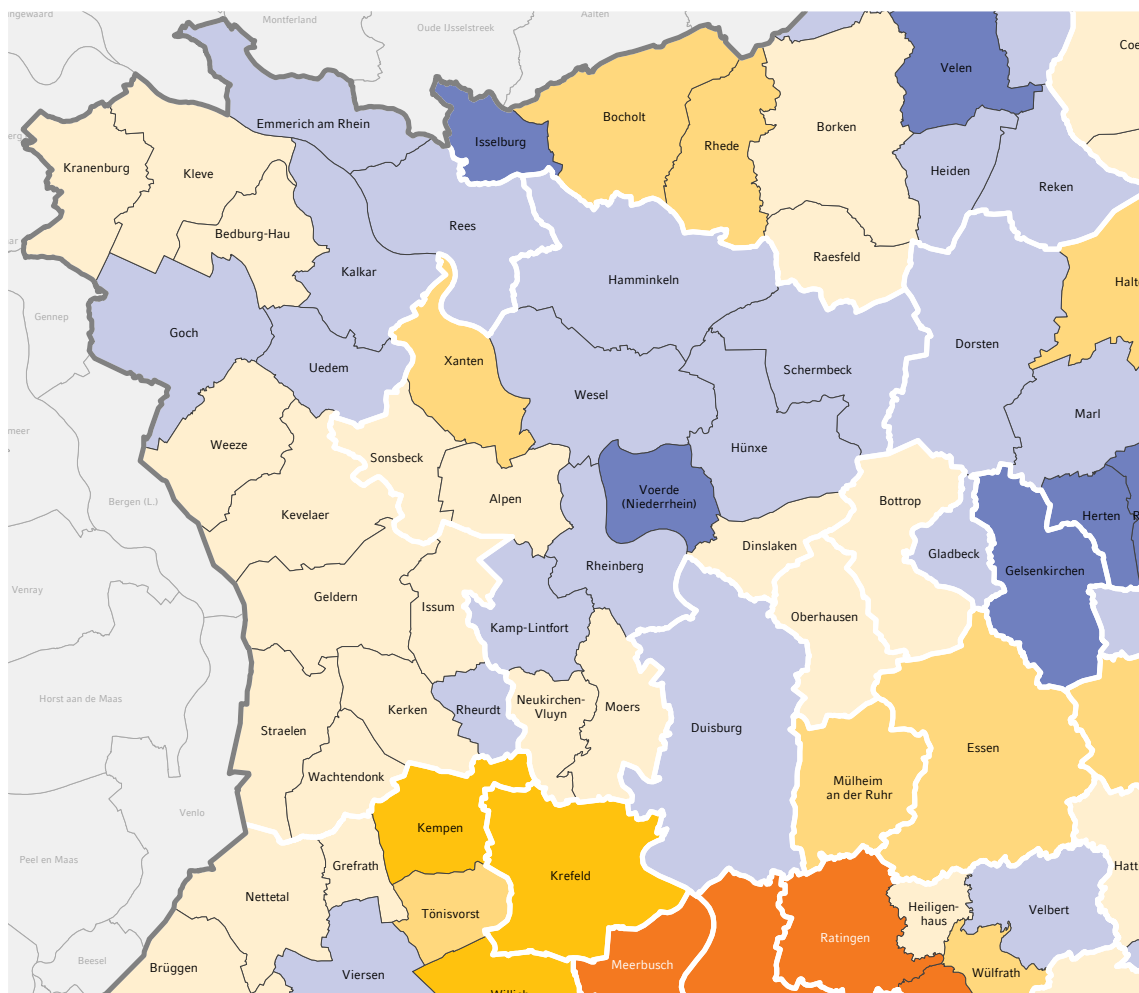 Montferland
Aalten
Oude IJsselstreek
Coe
Velen
Bocholt
Emmerich am Rhein
Borken
Isselburg
Rhede
Kranenburg
Kleve
Heiden
Reken
Rees
Bedburg-Hau
Raesfeld
Kalkar
Hamminkeln
Halt
Gennep
Goch
Dorsten
Xanten
Uedem
Schermbeck
Wesel
Marl
Weeze
Hünxe
Sonsbeck
Voerde
(Niederrhein)
Alpen
Bergen (L.)
Bottrop
Kevelaer
Herten
R
Dinslaken
Gladbeck
Rheinberg
Gelsenkirchen
Venray
Geldern
Issum
Oberhausen
Kamp-Lintfort
Horst aan de Maas
Neukirchen-
Vluyn
Moers
Kerken
Rheurdt
Straelen
Duisburg
Essen
Wachtendonk
Mülheim
an der Ruhr
Venlo
Kempen
Peel en Maas
Grefrath
Hatt
Krefeld
Nettetal
Heiligen-
haus
Velbert
Tönisvorst
Ratingen
Beesel
Meerbusch
Brüggen
Viersen
Wülfrath